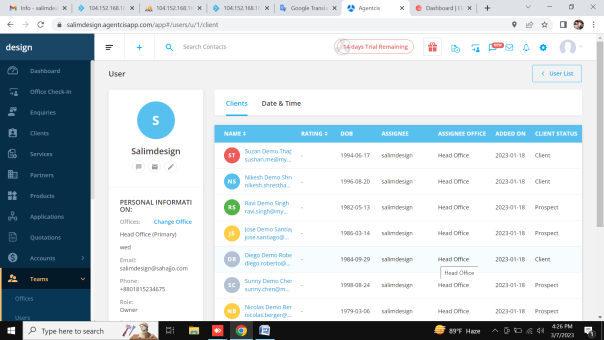 Info - salimdesi
104.152.168.1
104.152.168.1
104.152.168.1
Google Transla
Agentcis
Dashboard | El
salimdesign.agentcisapp.com/app#/users/u/1/client
Office
design
Search Contacts
14 days Trial Remaining
Dashboard
Office Check-In
Enquiries
Clients
Services
Partners
Products
Applications
Quotations
Accounts
Teams
Offices
Users
User
User List
S
Salimdesign
PERSONAL INFORMATI
ON:
Offices: Change Office
Head Office (Primary)
wed
Email:
salimdesign@sahajjo.com
Phone:
+8801815234675
Role:
Owner
Clients Date & Time
NAME RATING DOB ASSIGNEE ASSIGNEE OFFICE ADDED ON CLIENT STATUS
ST Suzan Demo Thap - 1994-06-17 salimdesign Head Office 2023-01-18 Client
sushan.me@my...
NS Nikesh Demo Shre - 1996-08-20 salimdesign Head Office 2023-01-18 Client
nikesh.shrestha...
RS Ravi Demo Singh - 1982-05-13 salimdesign Head Office 2023-01-18 Prospect
ravi.singh@my...
JS Jose Demo Santia - 1986-03-14 salimdesign Head Office 2023-01-18 Prospect
jose.santiago@...
DR Diego Demo Robe - 1984-09-29 salimdesign Head Office 2023-01-18 Client
diego.roberto@...
Head Office
SC Sunny Demo Chen - 1998-08-24 salimdesign Head Office 2023-01-18 Prospect
sunny.chen@m...
NB Nicolas Demo Ber - 1979-03-06 salimdesign Head Office 2023-01-18 Prospect
nicolas.berger@...
Type here to search
89°F Haze
4:26 PM
3/7/2023